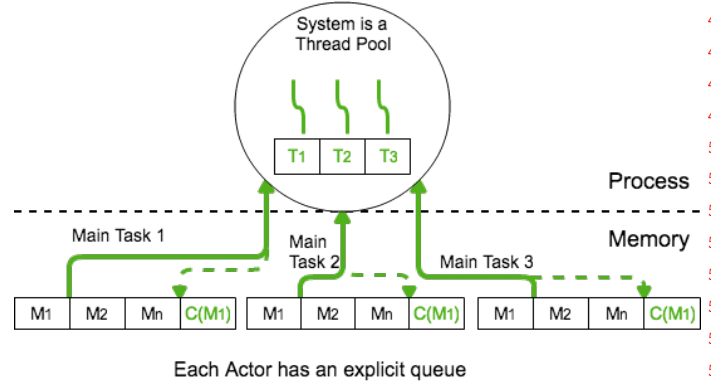 System is a
Thread Pool
T1 T2 T3
Process
Memory
Main Task 1
Main
Task 2
Main Task 3
M1 M2 Mn C(M1)
M1 M2 Mn C(M1)
M1 M2 Mn C(M1)
Each Actor has an explicit queue